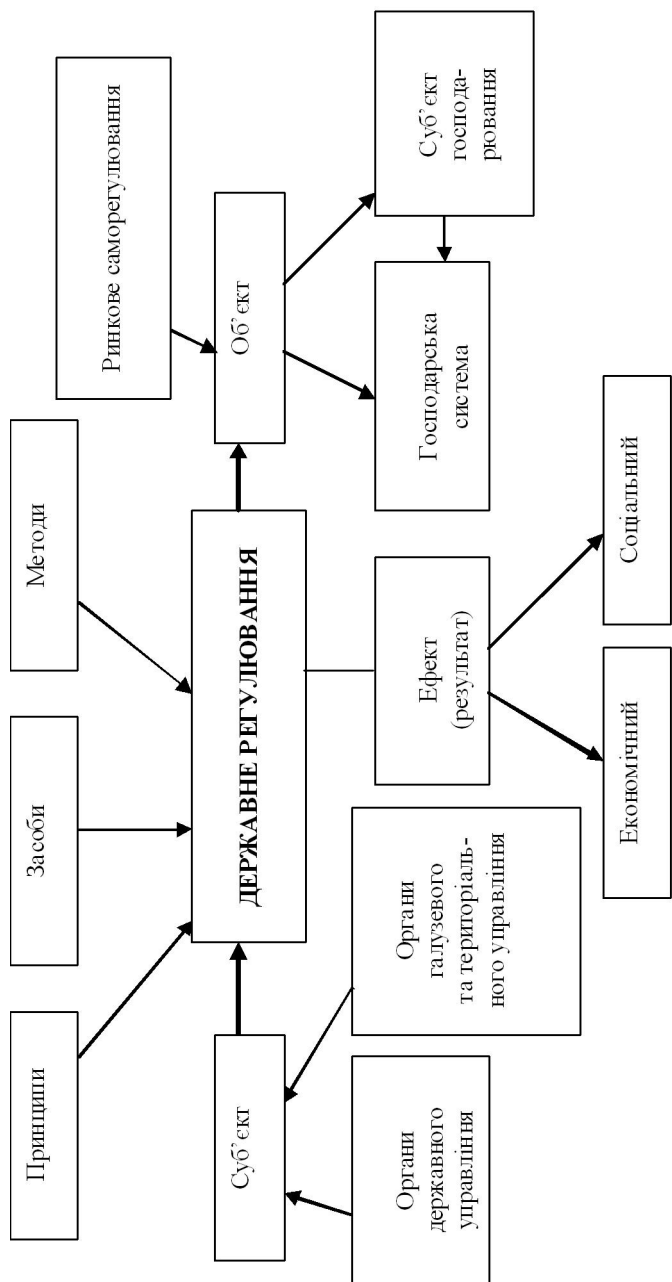 Принципи
Засоби
Методи
Ринкове саморегулювання
Суб’єкт
ДЕРЖАВНЕ РЕГУЛЮВАННЯ
Об’єкт
Органи
державного
управління
Органи
галузевого
та територіаль-
ного управління
Ефект
(результат)
Господарська
система
Суб’єкт
господа-
рювання
Економічний
Соціальний